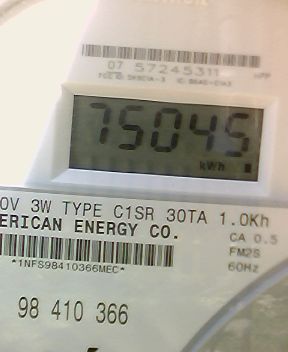 07 57245311
75045
kWh
0V 3W TYPE C1SR 30TA 1.0Kh
ERICAN ENERGY CO.
CA 0.5
FM2S
60Hz
*1NFS98410366MEC*
98 410 366